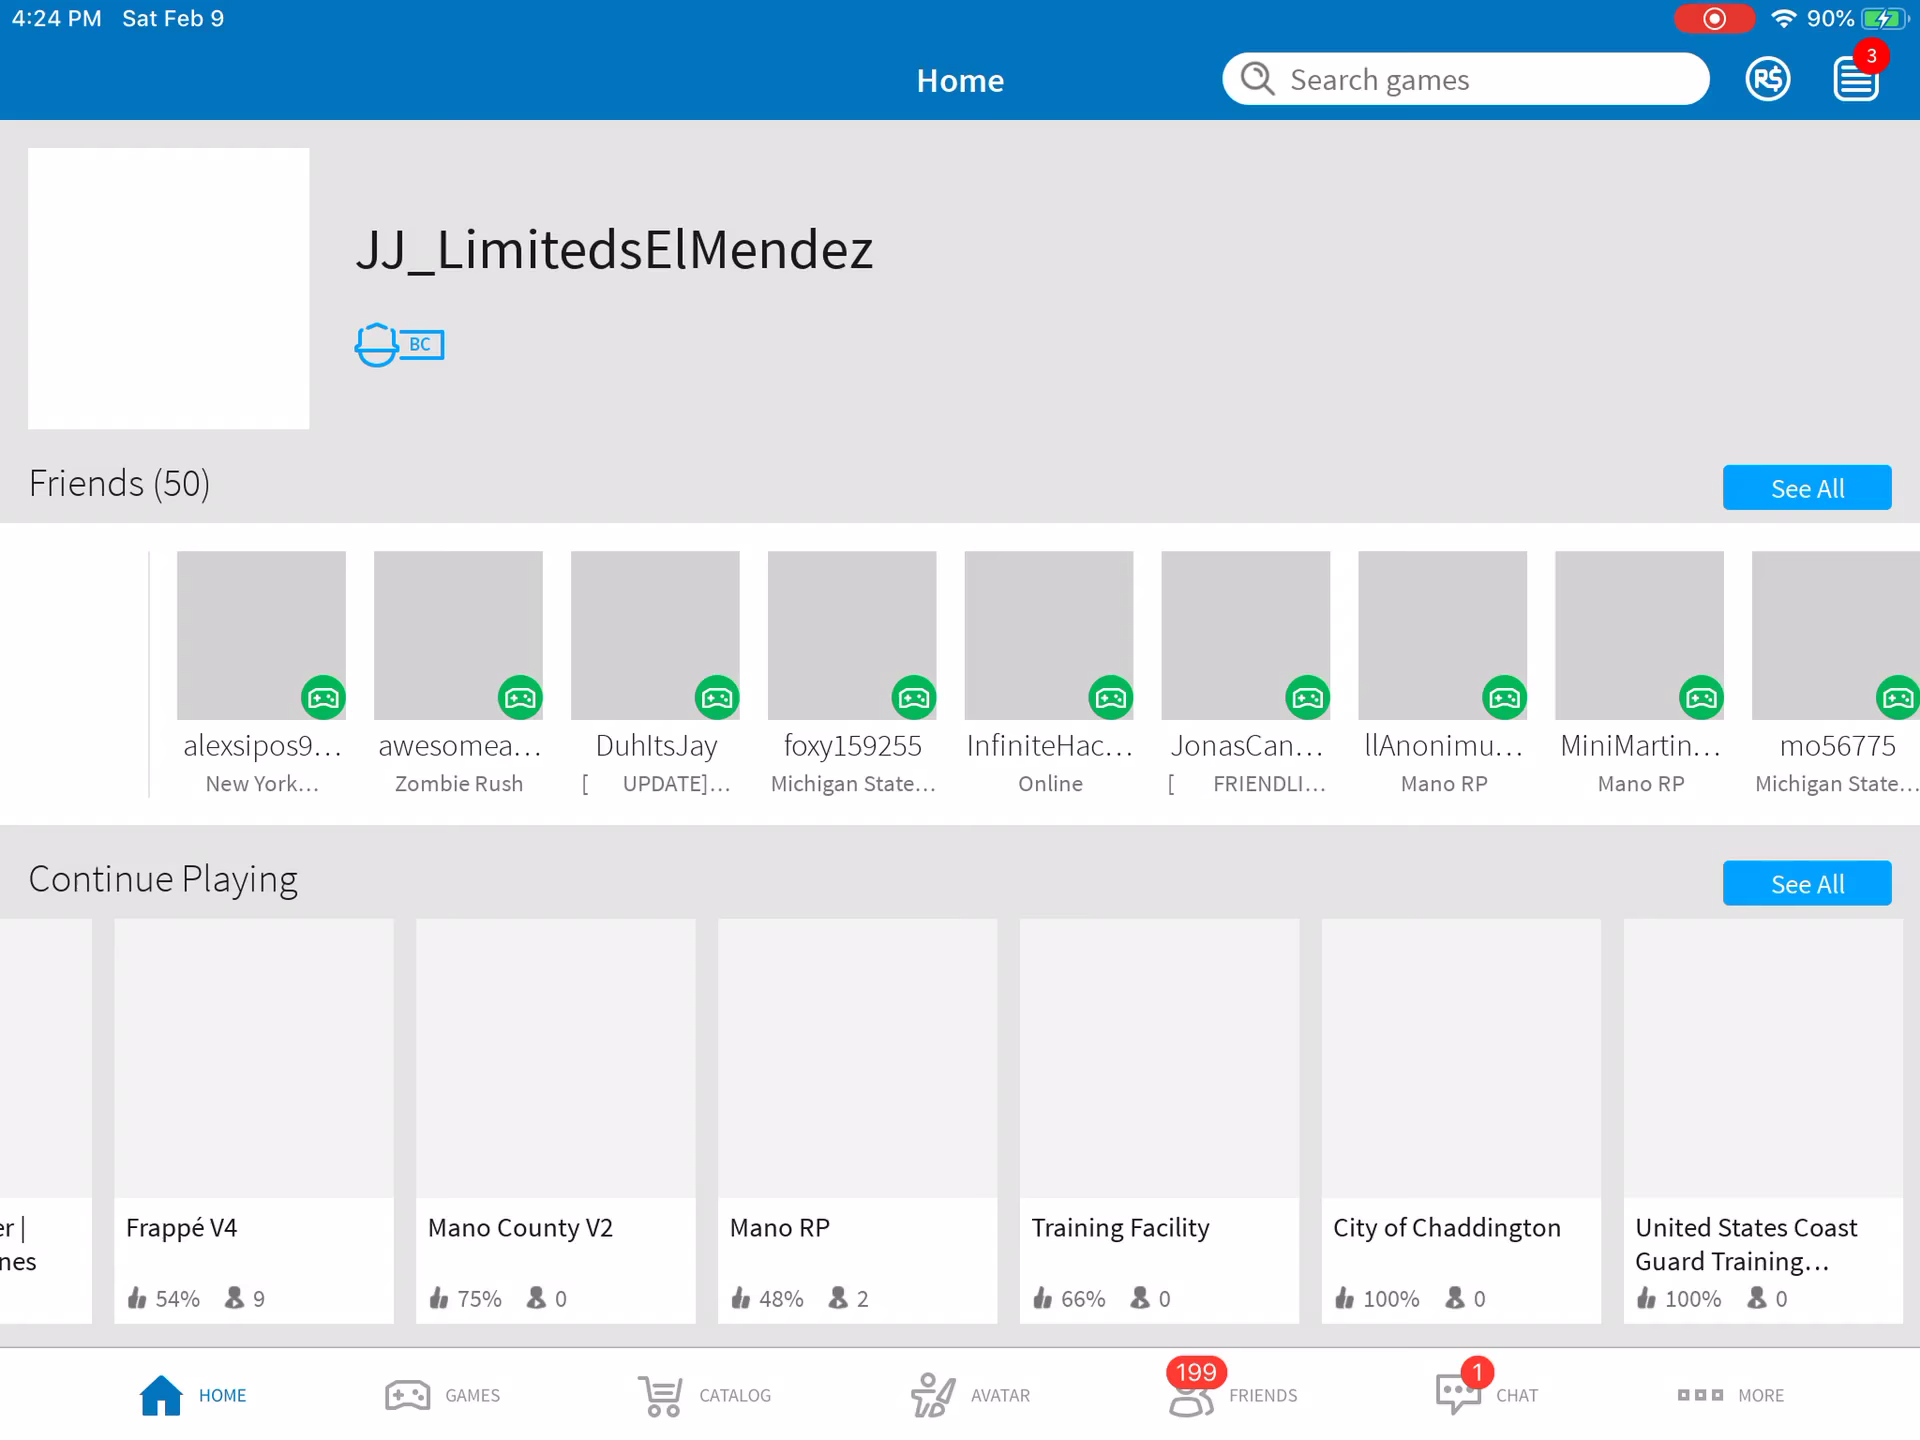 4:24 PM Sat Feb 9
90%
Home
Search games
R$
3
JJ_LimitedsElMendez
BC
Friends (50)
See All
alexsipos9... awesomea... DuhItsJay foxy159255 InfiniteHac... JonasCan... llAnonimu... MiniMartin... mo56775
New York... Zombie Rush [ UPDATE]... Michigan State... Online [ FRIENDLI... Mano RP Mano RP Michigan State...
Continue Playing
See All
er | Frappé V4 Mano County V2 Mano RP Training Facility City of Chaddington United States Coast
nes Guard Training...
54% 9 75% 0 48% 2 66% 0 100% 0 100% 0
HOME GAMES CATALOG AVATAR 199 FRIENDS 1 CHAT MORE